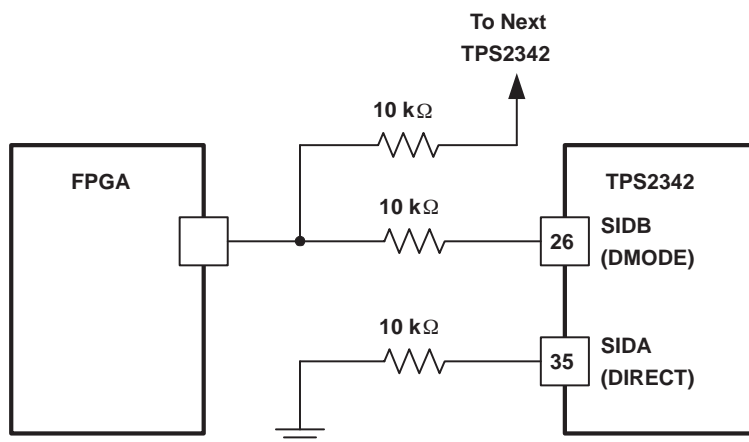 To Next
TPS2342
10 kΩ
FPGA
TPS2342
10 kΩ
26
SIDB
(DMODE)
10 kΩ
35
SIDA
(DIRECT)